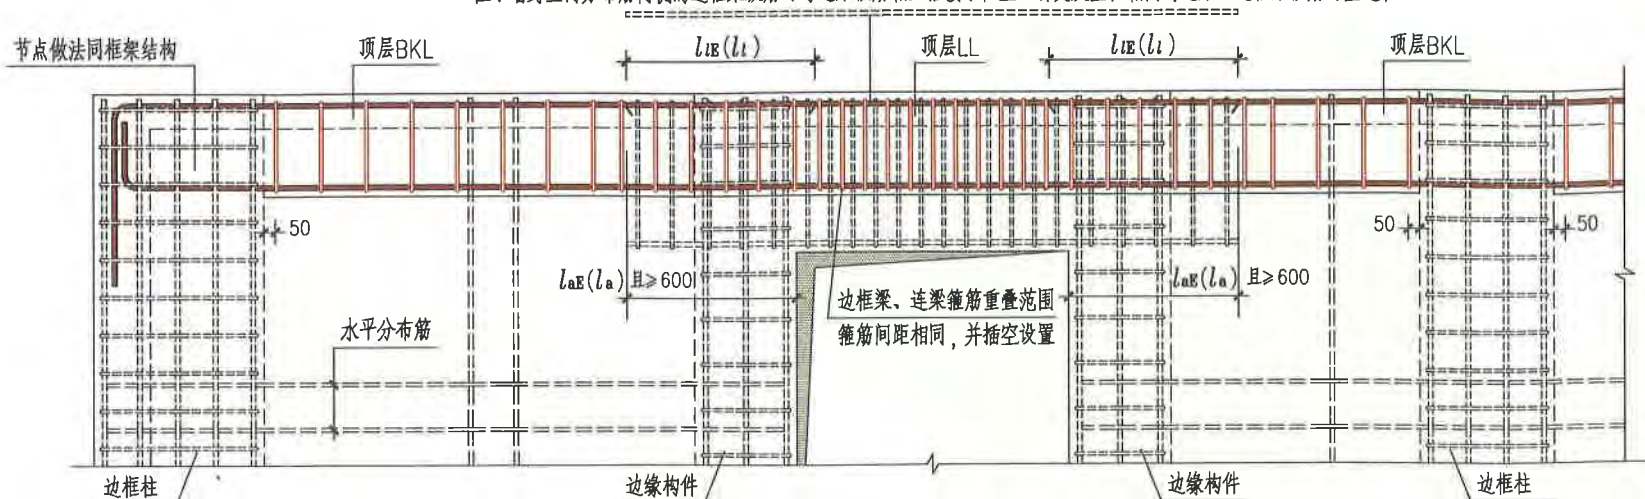 节点做法同框架结构
顶层BKL
llE(ll)
顶层LL
llE(ll)
顶层BKL
50
50
50
laE(la) 且≥600
laE(la) 且≥600
边框梁、连梁箍筋重叠范围
箍筋间距相同，并插空设置
水平分布筋
边框柱
边缘构件
边缘构件
边框柱